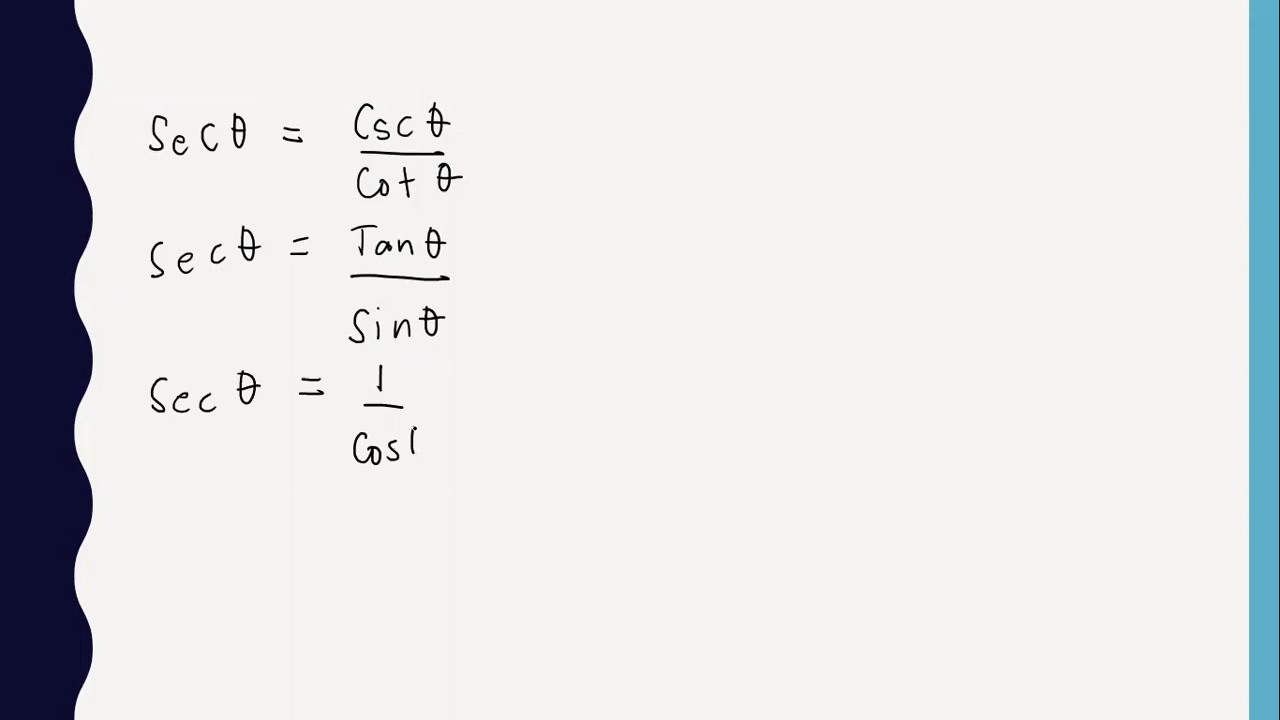 Sec θ = Csc θ / Cot θ
Sec θ = Tan θ / Sin θ
Sec θ = 1 / Cos